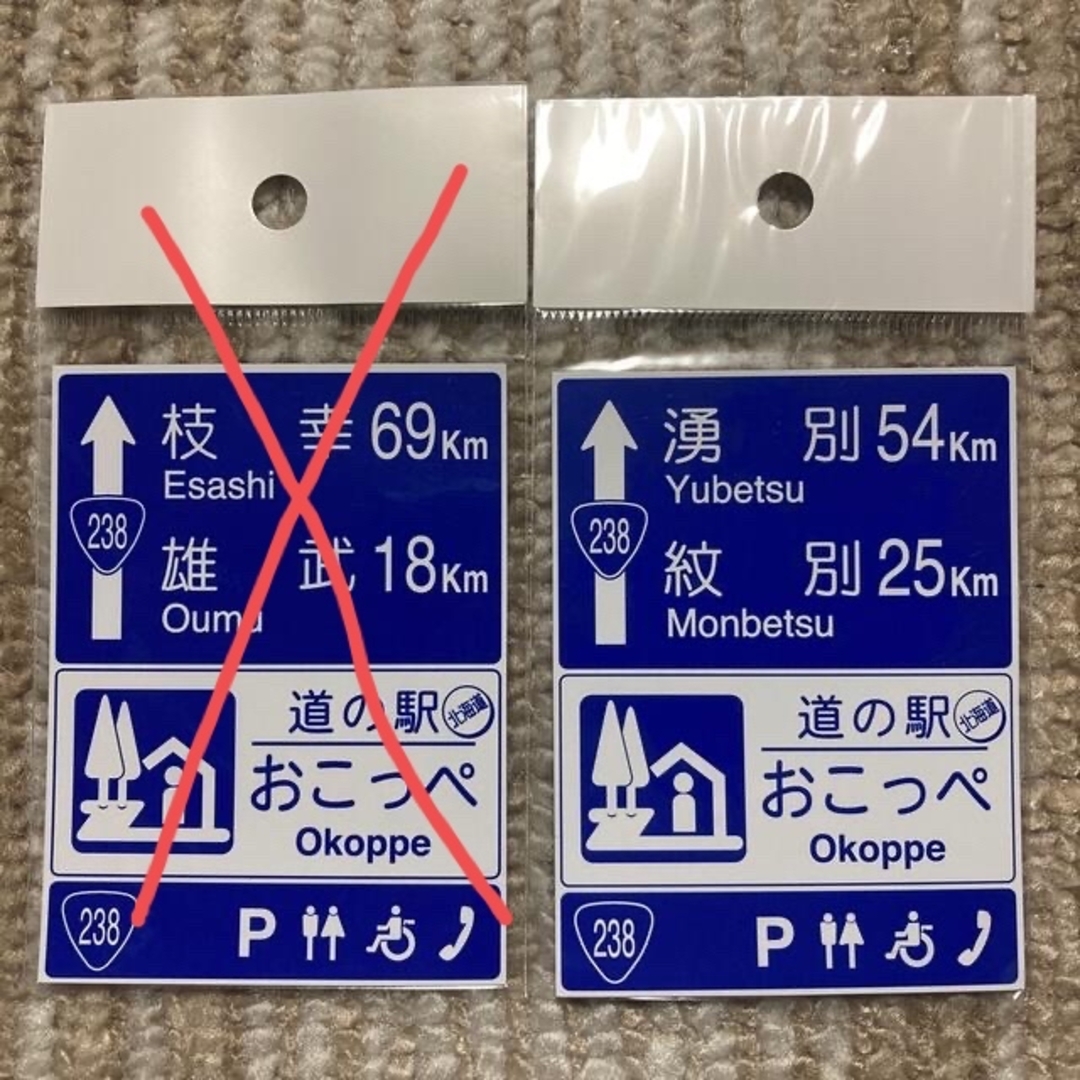 枝 幸 69Km
Esashi
238
雄 武 18Km
Oumu
道の駅 北海道
おこっぺ
Okoppe
238 P
湧 別 54Km
Yubetsu
238
紋 別 25Km
Monbetsu
道の駅 北海道
おこっぺ
Okoppe
238 P